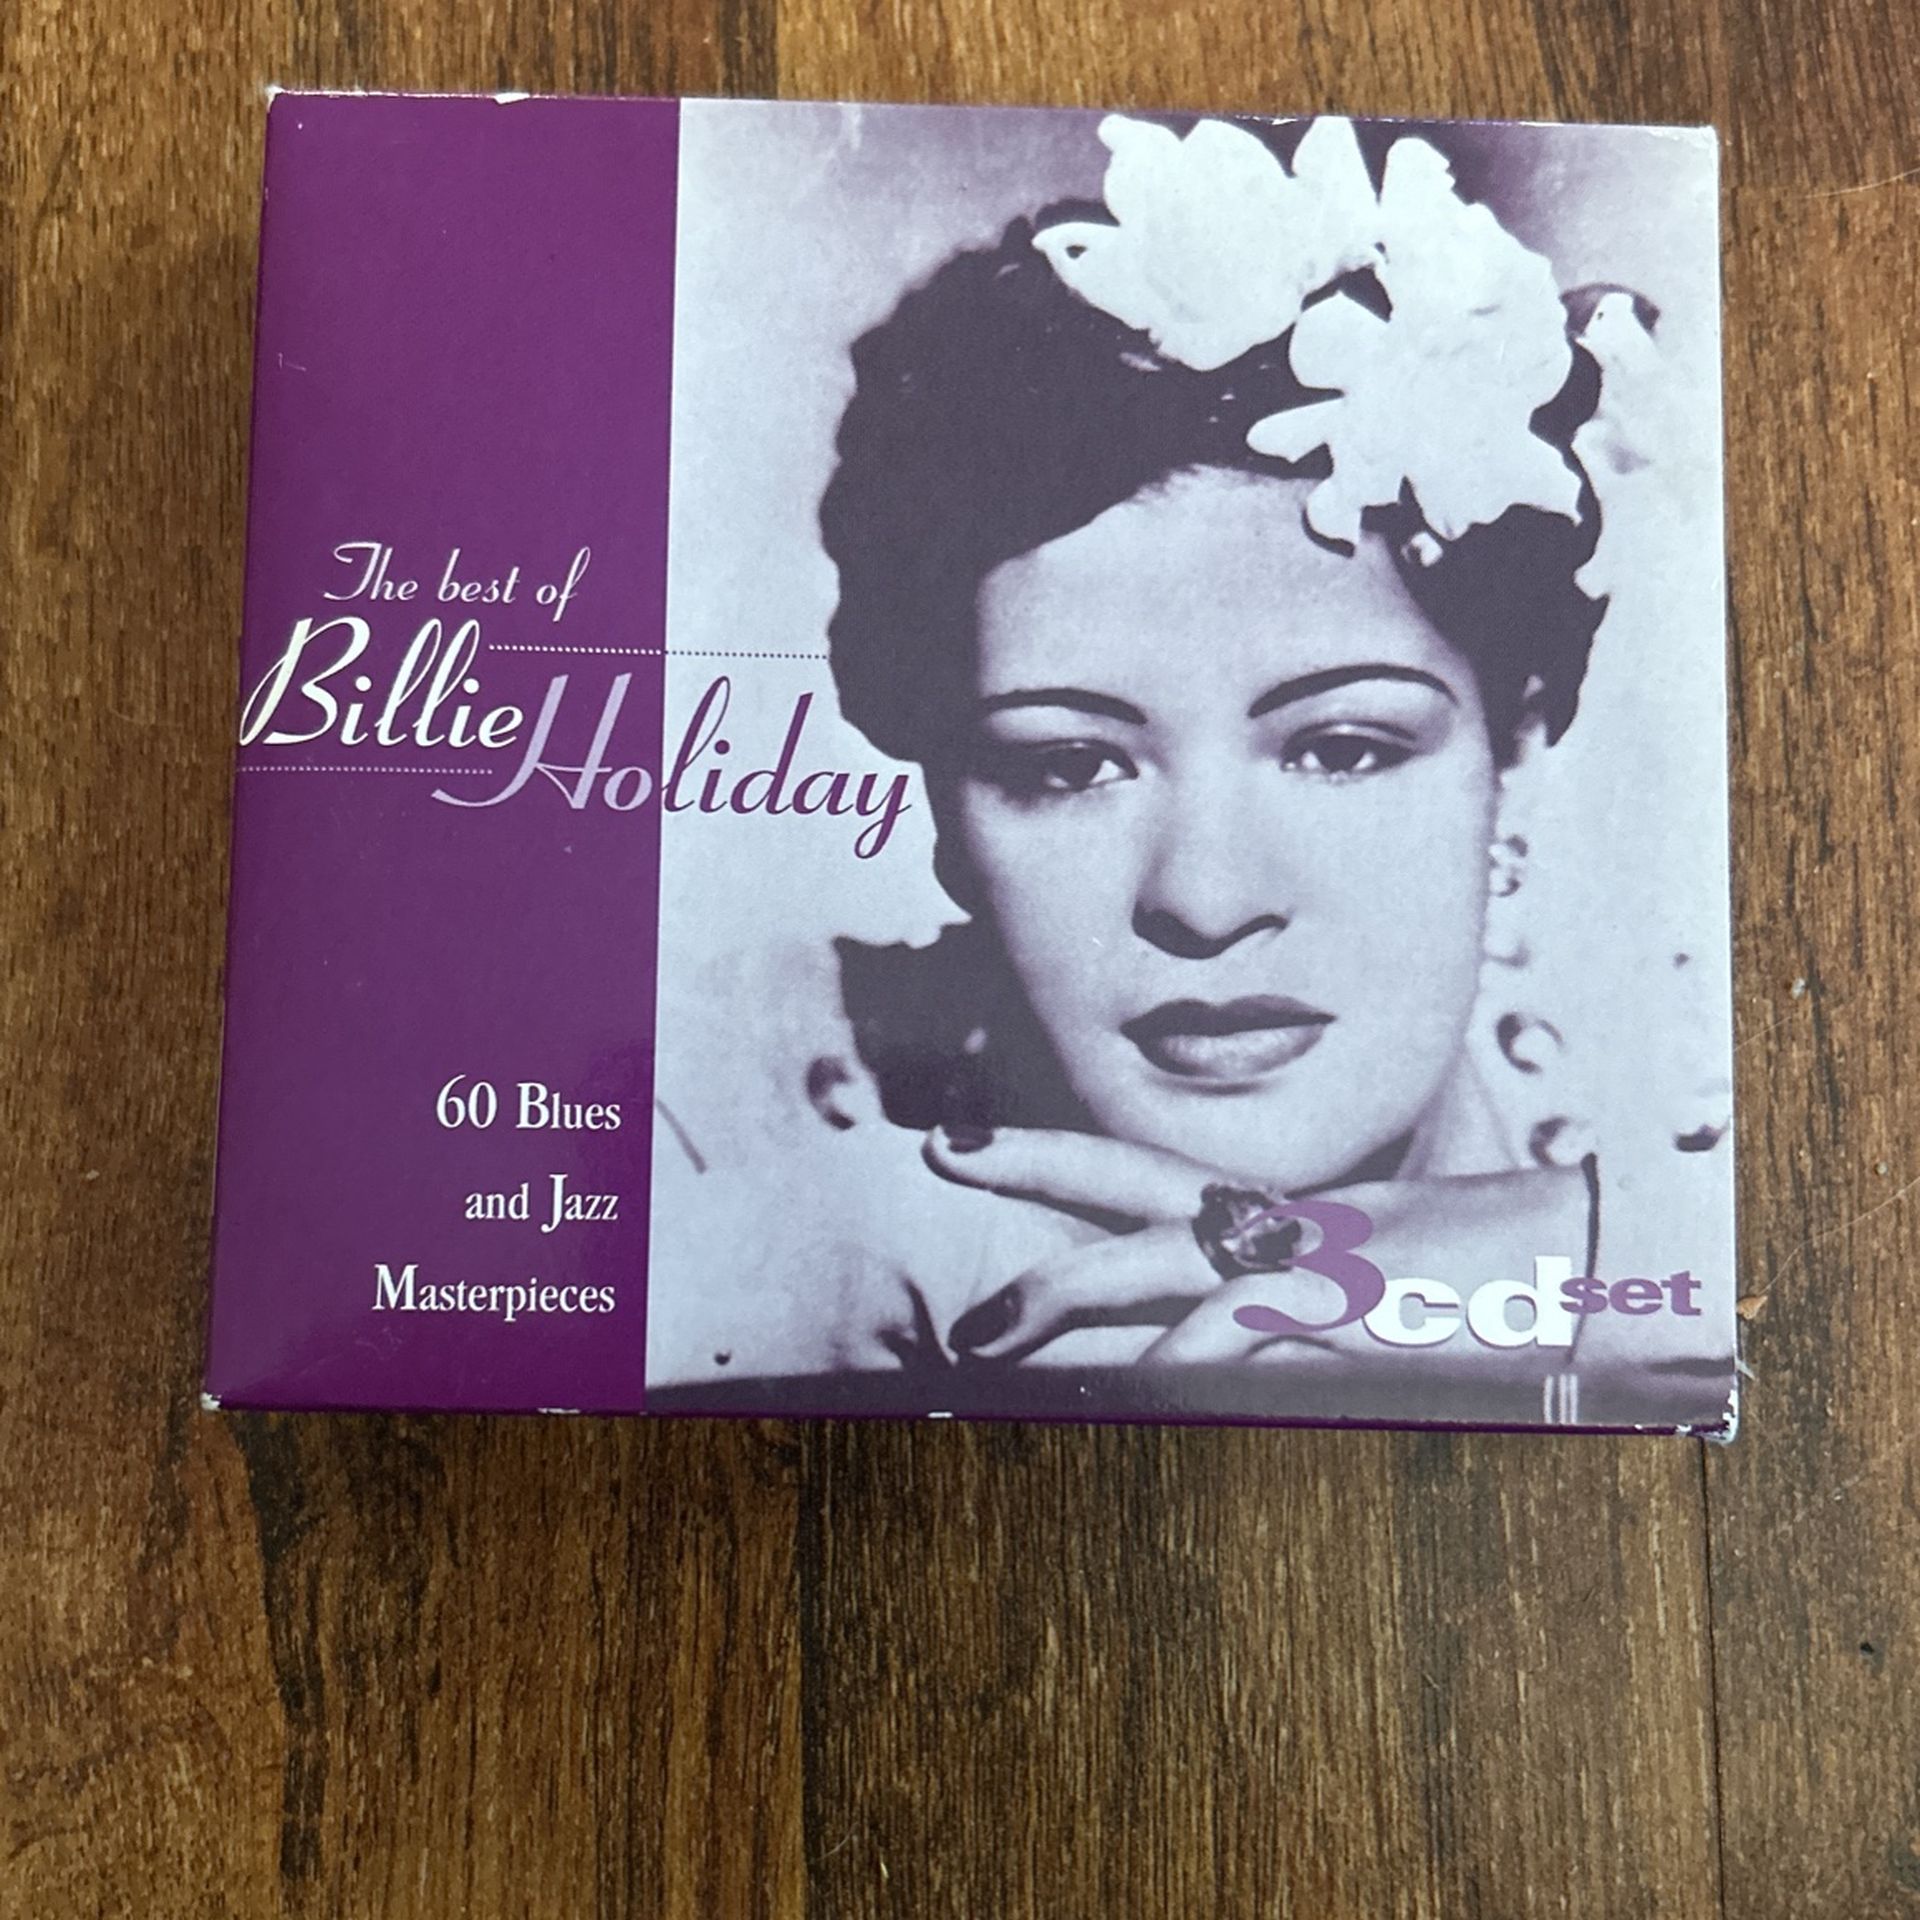 The best of
Billie Holiday
60 Blues
and Jazz
Masterpieces
3cdset